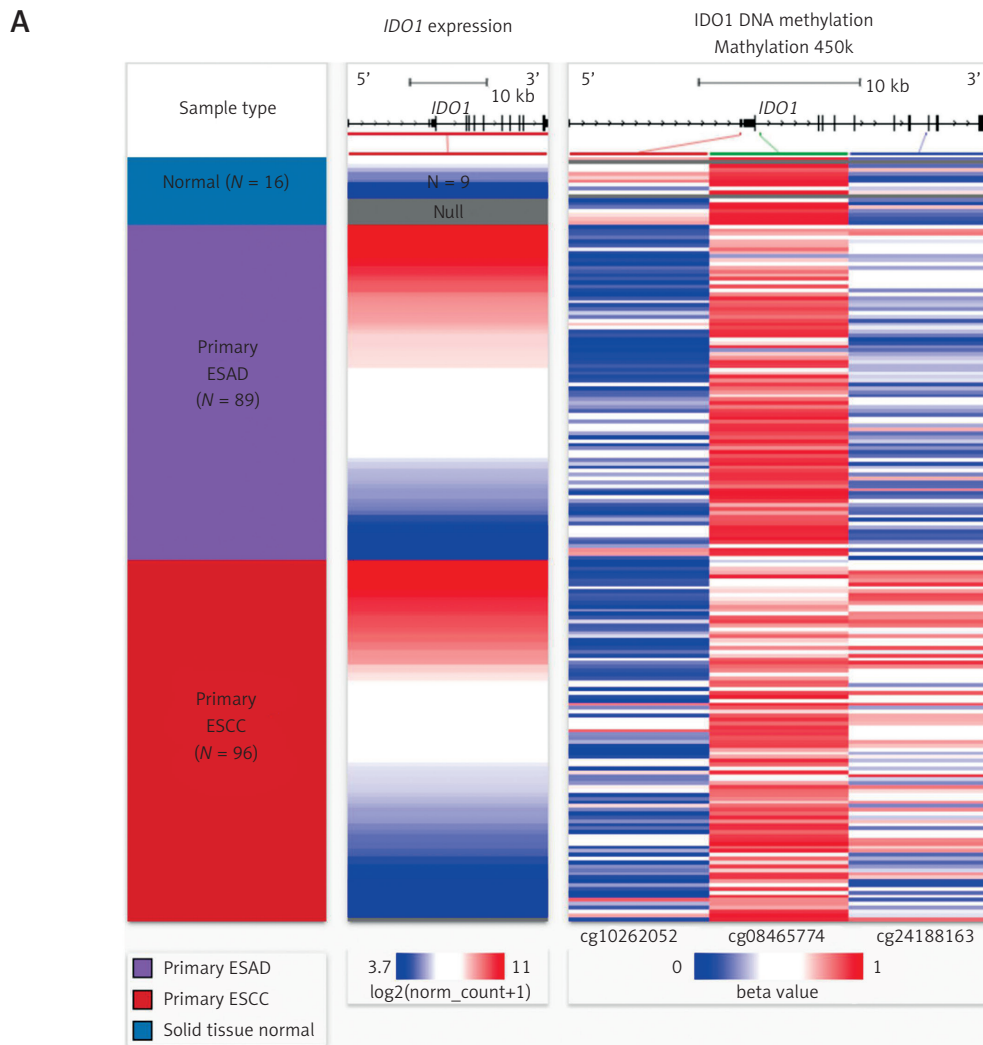 A
IDO1 expression
IDO1 DNA methylation
Mathylation 450k
Sample type
5’ 3’
10 kb
IDO1
5’ 3’
10 kb
IDO1
Normal (N = 16)
N = 9
Null
Primary
ESAD
(N = 89)
Primary
ESCC
(N = 96)
cg10262052 cg08465774 cg24188163
Primary ESAD
Primary ESCC
Solid tissue normal
3.7 11
log2(norm_count+1)
0 1
beta value